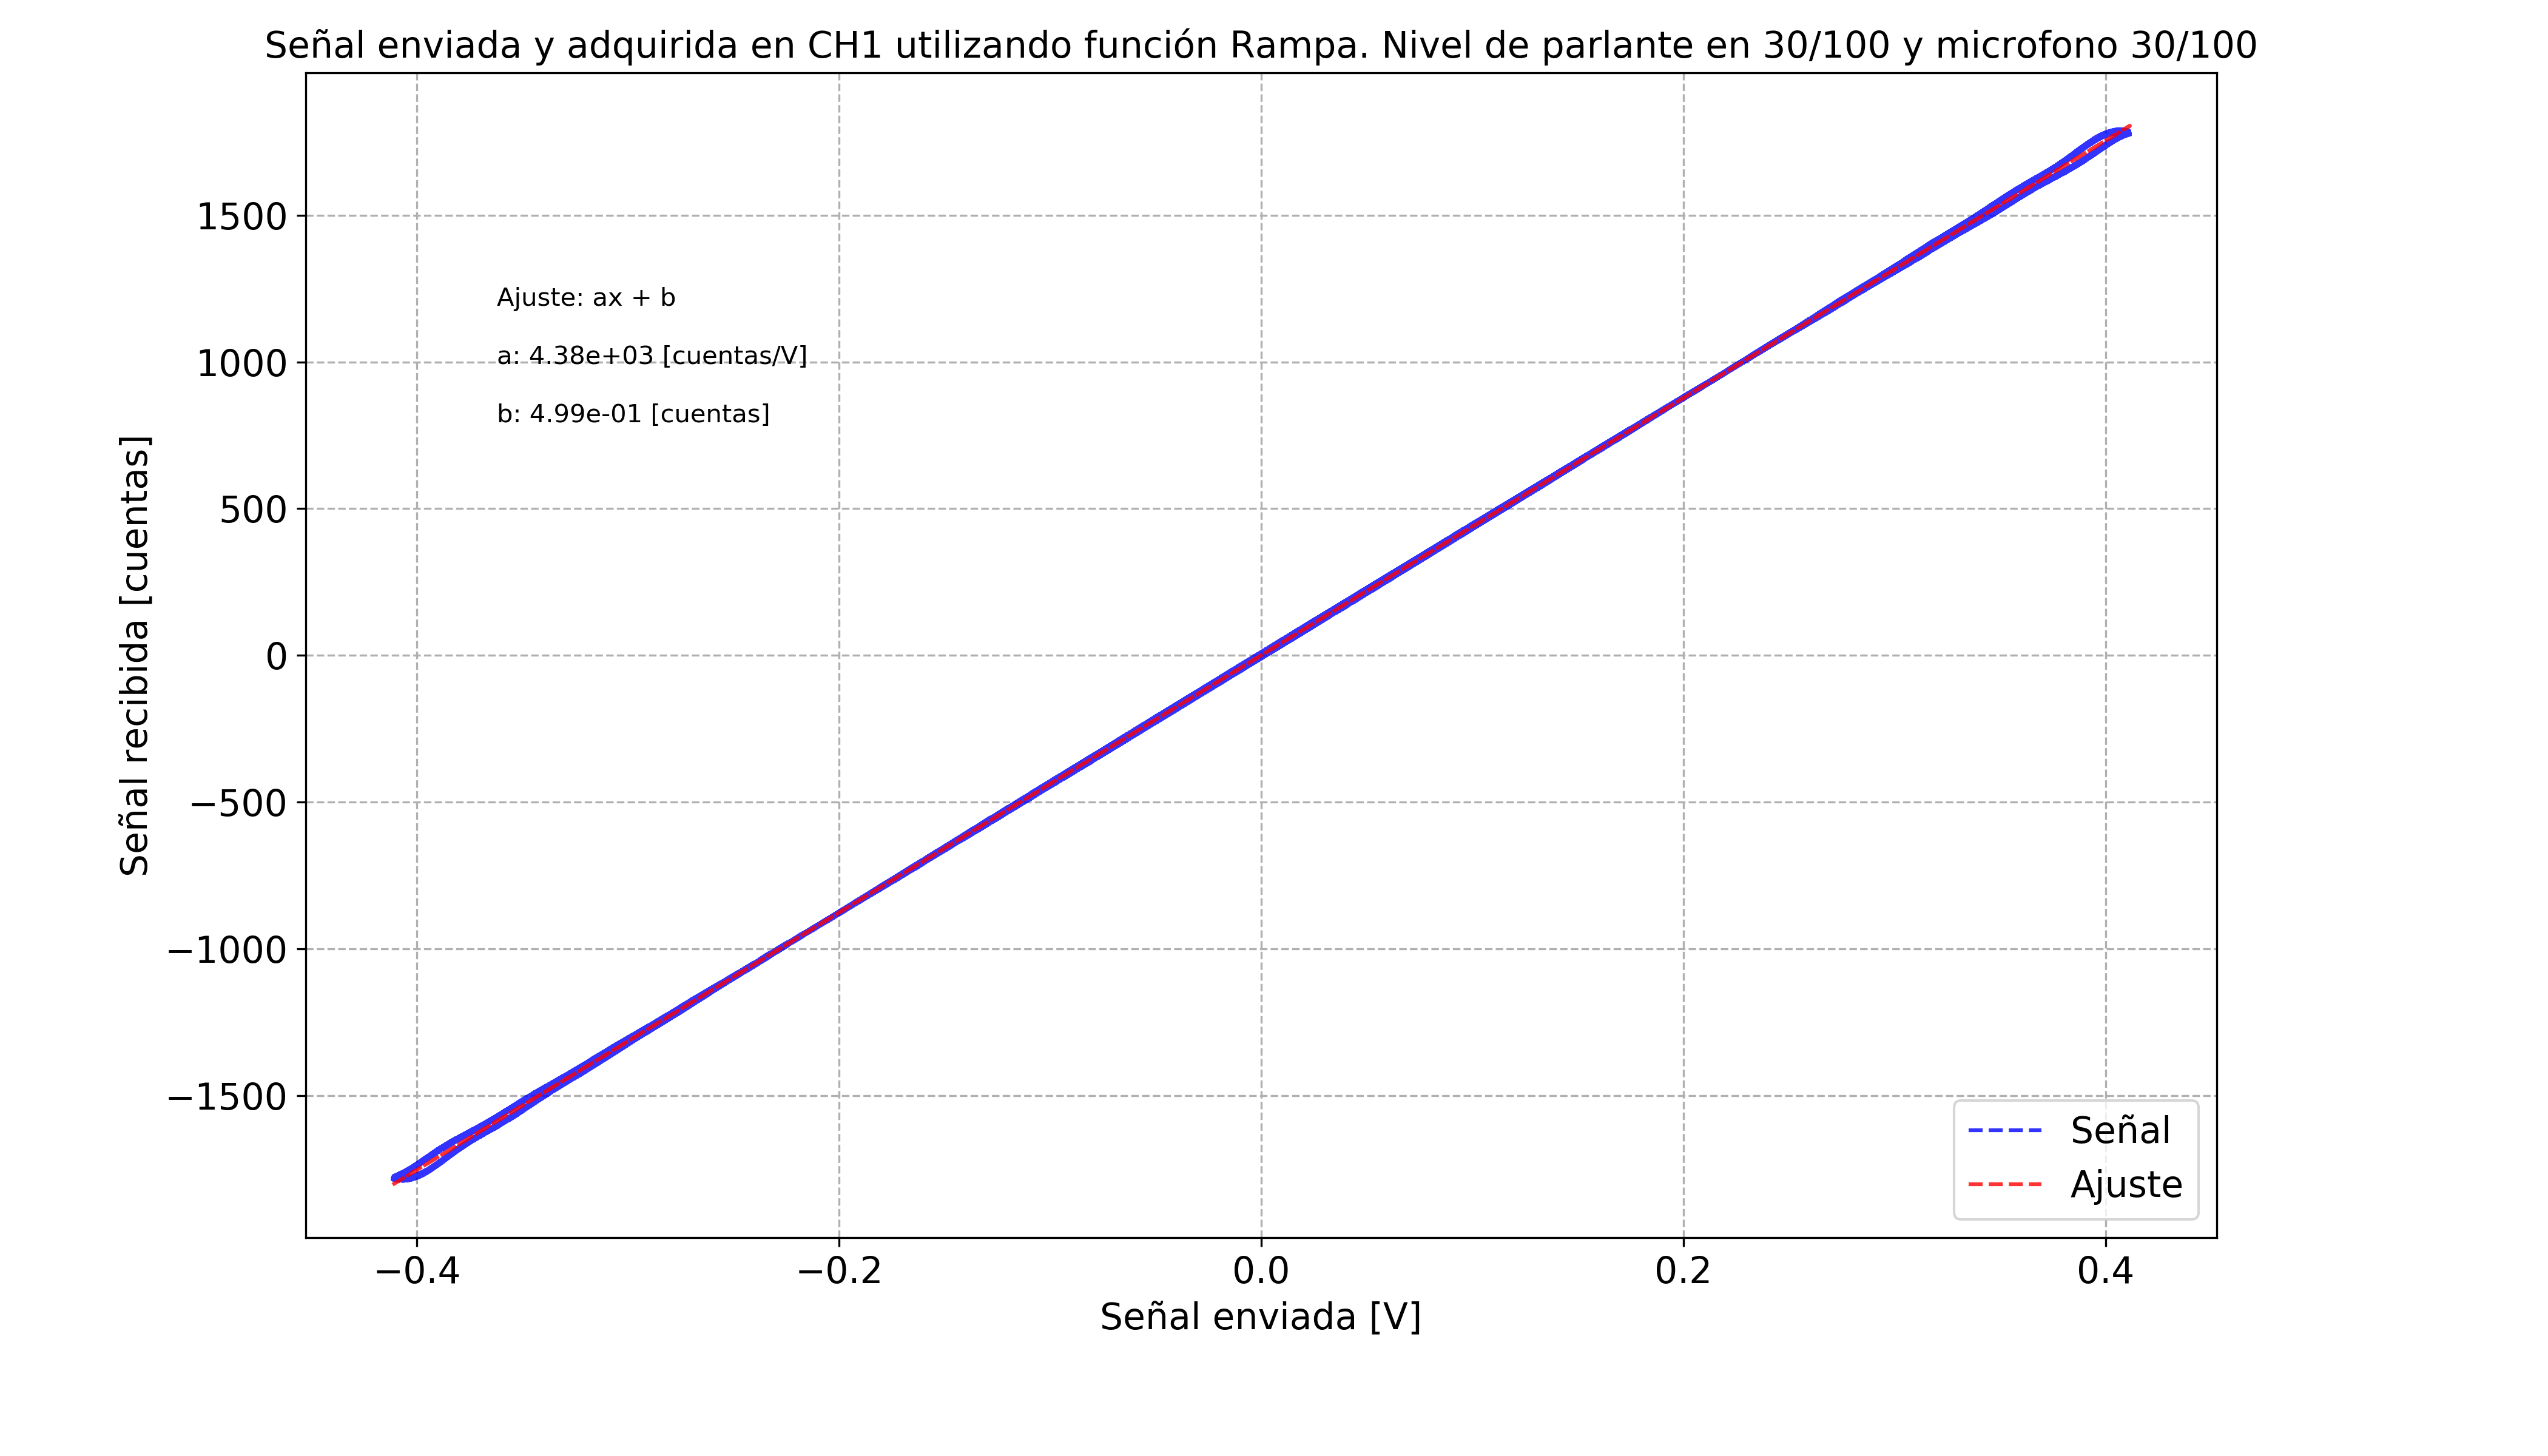 Señal enviada y adquirida en CH1 utilizando función Rampa. Nivel de parlante en 30/100 y microfono 30/100
Señal recibida [cuentas]
1500
1000
500
0
−500
−1000
−1500
Ajuste: ax + b
a: 4.38e+03 [cuentas/V]
b: 4.99e-01 [cuentas]
Señal
Ajuste
−0.4
−0.2
0.0
0.2
0.4
Señal enviada [V]